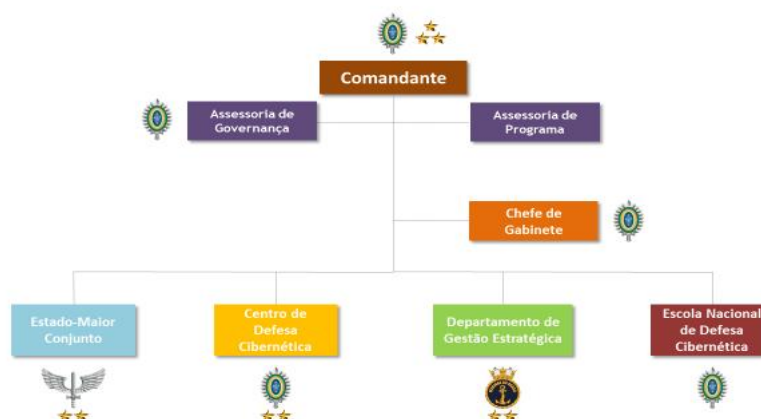 Comandante
Assessoria de
Governança
Assessoria de
Programa
Chefe de
Gabinete
Estado-Maior
Conjunto
Centro de
Defesa
Cibernética
Departamento de
Gestão Estratégica
Escola Nacional
de Defesa
Cibernética